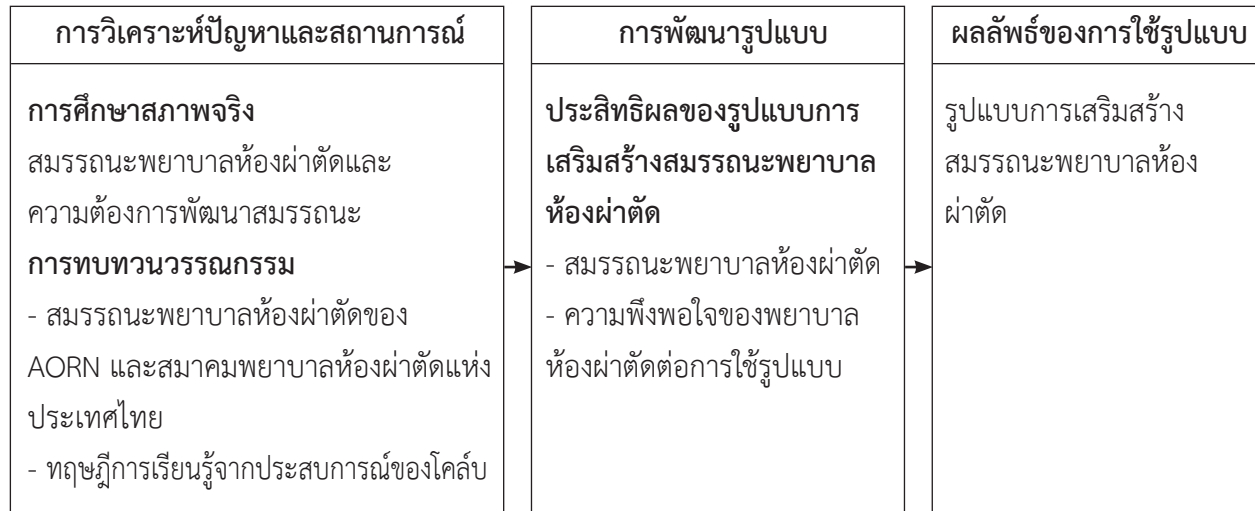 การวิเคราะห์ปัญหาและสถานการณ์
การศึกษาสภาพจริง
สมรรถนะพยาบาลห้องผ่าตัดและ
ความต้องการพัฒนาสมรรถนะ
การทบทวนวรรณกรรม
- สมรรถนะพยาบาลห้องผ่าตัดของ
AORN และสมาคมพยาบาลห้องผ่าตัดแห่ง
ประเทศไทย
- ทฤษฎีการเรียนรู้จากประสบการณ์ของโคล์บ
การพัฒนารูปแบบ
ประสิทธิผลของรูปแบบการ
เสริมสร้างสมรรถนะพยาบาล
ห้องผ่าตัด
- สมรรถนะพยาบาลห้องผ่าตัด
- ความพึงพอใจของพยาบาล
ห้องผ่าตัดต่อการใช้รูปแบบ
ผลลัพธ์ของการใช้รูปแบบ
รูปแบบการเสริมสร้าง
สมรรถนะพยาบาลห้อง
ผ่าตัด